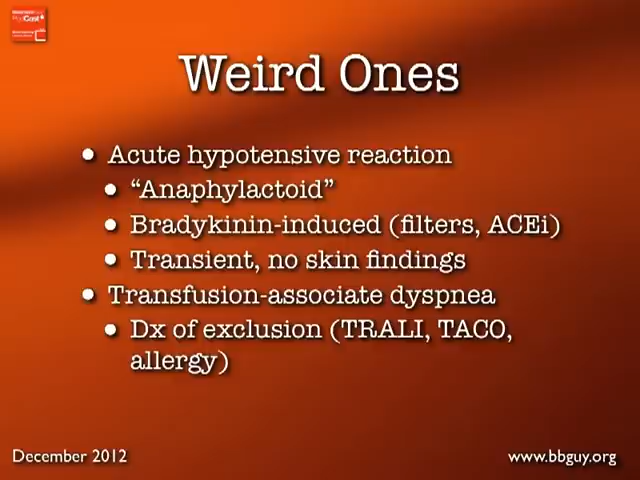 Weird Ones
• Acute hypotensive reaction
• “Anaphylactoid”
• Bradykinin-induced (filters, ACEi)
• Transient, no skin findings
• Transfusion-associate dyspnea
• Dx of exclusion (TRALI, TACO,
allergy)
December 2012
www.bbguy.org